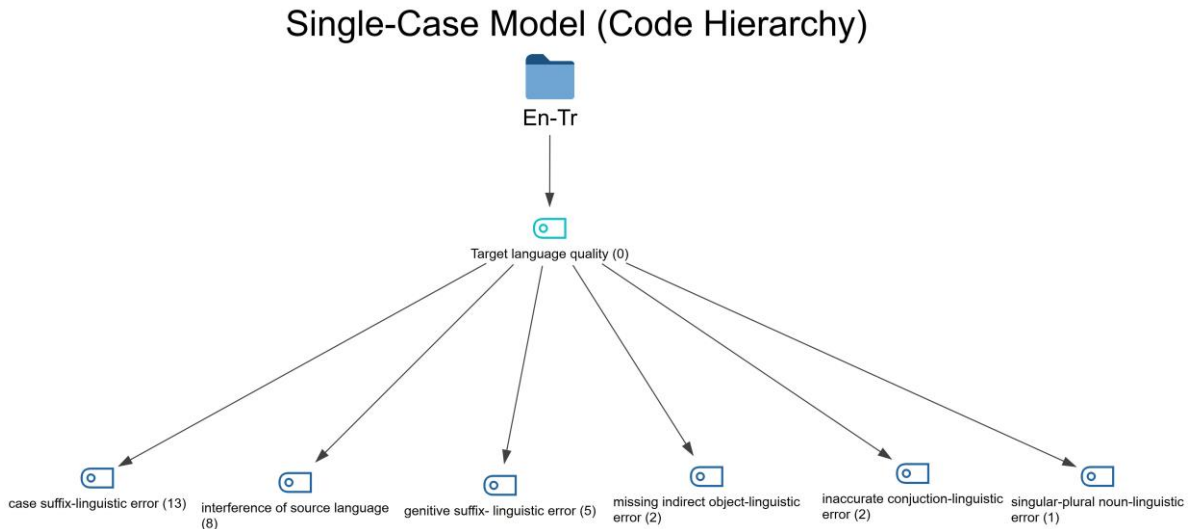 Single-Case Model (Code Hierarchy)
En-Tr
Target language quality (0)
case suffix-linguistic error (13)
interference of source language
(8)
genitive suffix- linguistic error (5)
missing indirect object-linguistic
error (2)
inaccurate conjuction-linguistic
error (2)
singular-plural noun-linguistic
error (1)